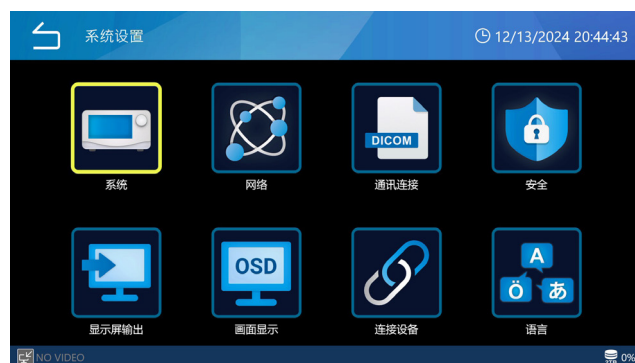 系统设置
12/13/2024 20:44:43
DICOM
系统
网络
通讯连接
安全
OSD
A
Ö あ
显示屏输出
画面显示
连接设备
语言
NO VIDEO
0%